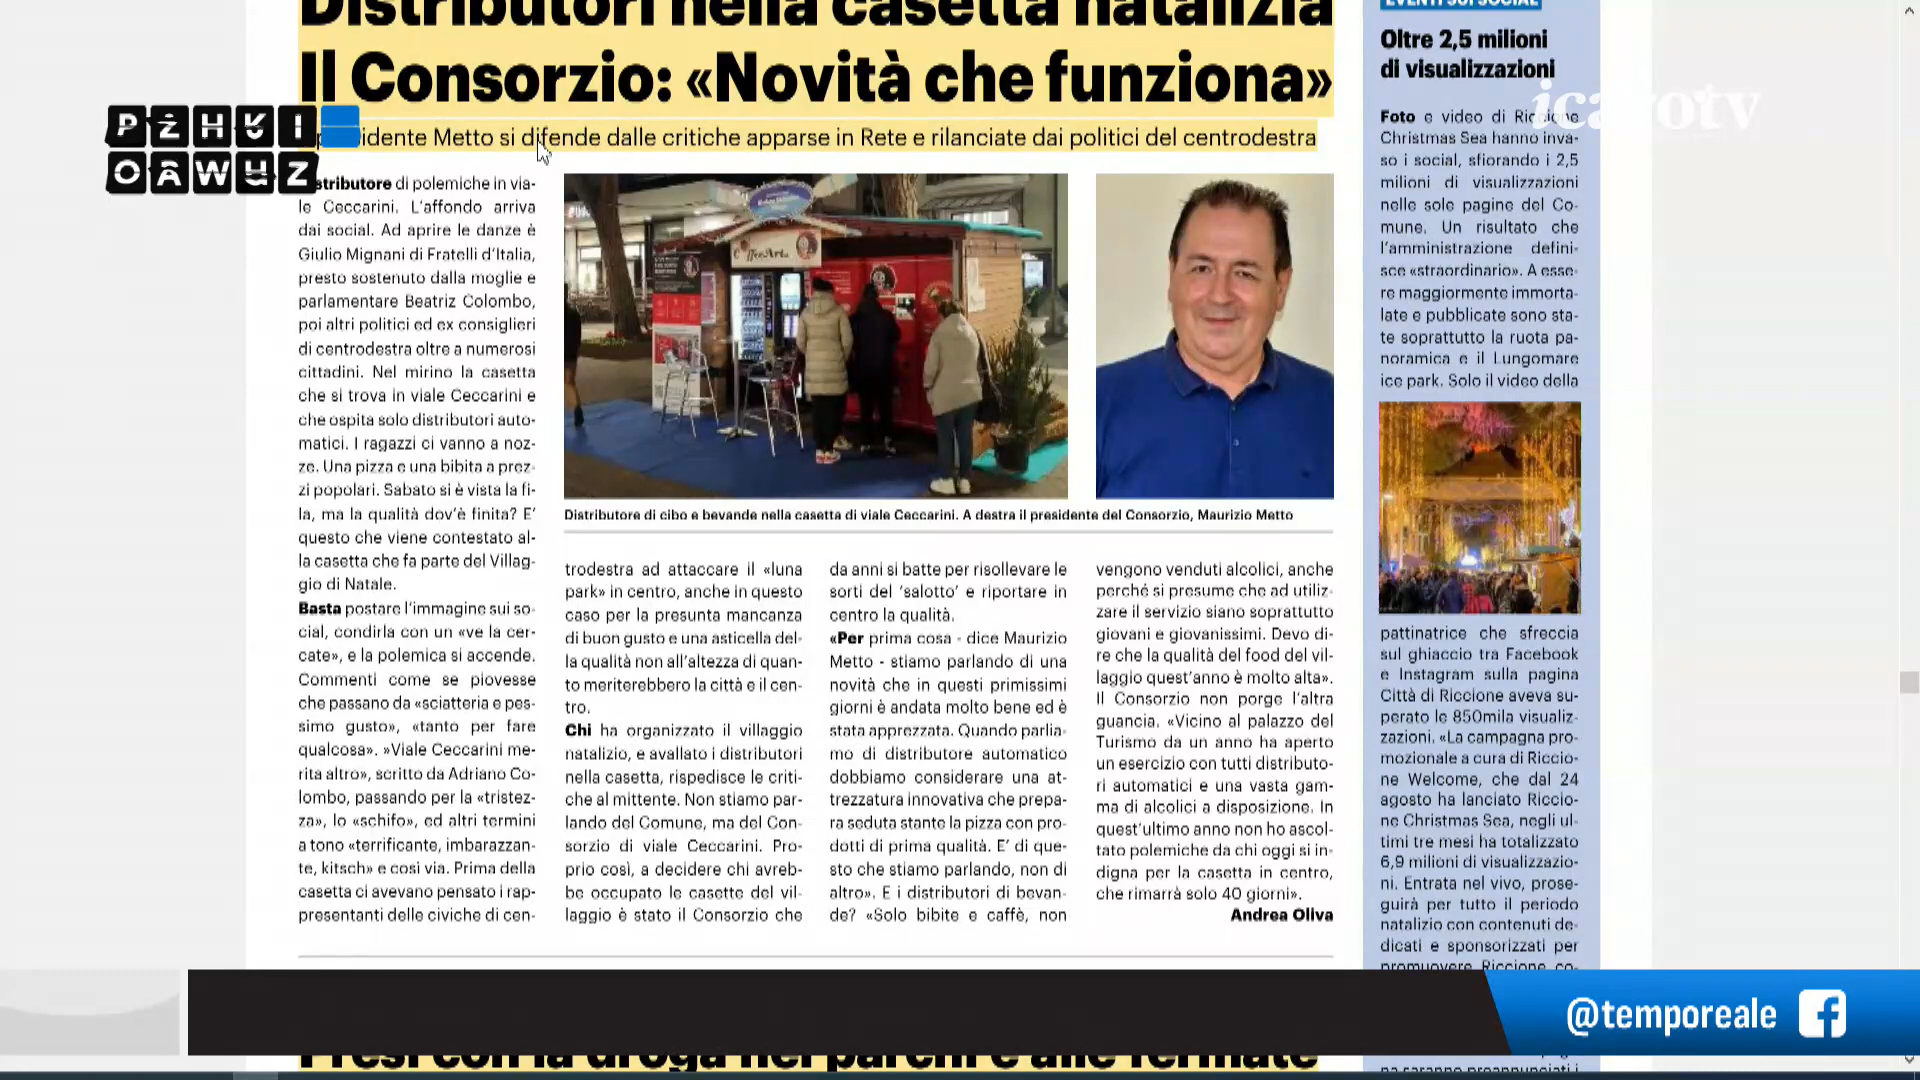 Distributori nella casetta natalizia
Il Consorzio: «Novità che funziona»
idente Metto si difende dalle critiche apparse in Rete e rilanciate dai politici del centrodestra
stributore di polemiche in via-
le Ceccarini. L'affondo arriva
dai social. Ad aprire le danze è
Giulio Mignani di Fratelli d'Italia,
presto sostenuto dalla moglie e
parlamentare Beatriz Colombo,
poi altri politici ed ex consiglieri
di centrodestra oltre a numerosi
cittadini. Nel mirino la casetta
che si trova in viale Ceccarini e
che ospita solo distributori auto-
matici. I ragazzi ci vanno a noz-
ze. Una pizza e una bibita a prez-
zi popolari. Sabato si è vista la fi-
la, ma la qualità dov'è finita? E'
questo che viene contestato al-
la casetta che fa parte del Villag-
gio di Natale.
Basta postare l'immagine sui so-
cial, condirla con un «ve la cer-
cate», e la polemica si accende.
Commenti come se piovesse
che passano da «sciatteria e pes-
simo gusto», «tanto per fare
qualcosa». »Viale Ceccarini me-
rita altro», scritto da Adriano Co-
lombo, passando per la «tristez-
za», lo «schifo», ed altri termini
a tono «terrificante, imbarazzan-
te, kitsch» e così via. Prima della
casetta ci avevano pensato i rap-
presentanti delle civiche di cen-
Distributore di cibo e bevande nella casetta di viale Ceccarini. A destra il presidente del Consorzio, Maurizio Metto
trodestra ad attaccare il «luna
park» in centro, anche in questo
caso per la presunta mancanza
di buon gusto e una asticella del-
la qualità non all'altezza di quan-
to meriterebbero la città e il cen-
tro.
Chi ha organizzato il villaggio
natalizio, e avallato i distributori
nella casetta, rispedisce le criti-
che al mittente. Non stiamo par-
lando del Comune, ma del Con-
sorzio di viale Ceccarini. Pro-
prio così, a decidere chi avreb-
be occupato le casette del vil-
laggio è stato il Consorzio che
da anni si batte per risollevare le
sorti del 'salotto' e riportare in
centro la qualità.
«Per prima cosa - dice Maurizio
Metto - stiamo parlando di una
novità che in questi primissimi
giorni è andata molto bene ed è
stata apprezzata. Quando parlia-
mo di distributore automatico
dobbiamo considerare una at-
trezzatura innovativa che prepa-
ra seduta stante la pizza con pro-
dotti di prima qualità. E' di que-
sto che stiamo parlando, non di
altro». E i distributori di bevan-
de? «Solo bibite e caffè, non
vengono venduti alcolici, anche
perché si presume che ad utiliz-
zare il servizio siano soprattutto
giovani e giovanissimi. Devo di-
re che la qualità del food del vil-
laggio quest'anno è molto alta».
Il Consorzio non porge l'altra
guancia. «Vicino al palazzo del
Turismo da un anno ha aperto
un esercizio con tutti distributo-
ri automatici e una vasta gam-
ma di alcolici a disposizione. In
quest'ultimo anno non ho ascol-
tato polemiche da chi oggi si in-
digna per la casetta in centro,
che rimarrà solo 40 giorni».
Andrea Oliva
EVENTI SUI SOCIAL
Oltre 2,5 milioni
di visualizzazioni
icarotv
Foto e video di Riccione
Christmas Sea hanno inva-
so i social, sfiorando i 2,5
milioni di visualizzazioni
nelle sole pagine del Co-
mune. Un risultato che
l'amministrazione defini-
sce «straordinario». A esse-
re maggiormente immorta-
late e pubblicate sono sta-
te soprattutto la ruota pa-
noramica e il Lungomare
ice park. Solo il video della
pattinatrice che sfreccia
sul ghiaccio tra Facebook
e Instagram sulla pagina
Città di Riccione aveva su-
perato le 850mila visualiz-
zazioni. «La campagna pro-
mozionale a cura di Riccio-
ne Welcome, che dal 24
agosto ha lanciato Riccio-
ne Christmas Sea, negli ul-
timi tre mesi ha totalizzato
6,9 milioni di visualizzazio-
ni. Entrata nel vivo, prose-
guirà per tutto il periodo
natalizio con contenuti de-
dicati e sponsorizzati per
promuovere Riccione co-
@temporeale
Presi con la droga nei parchi e alle fermate